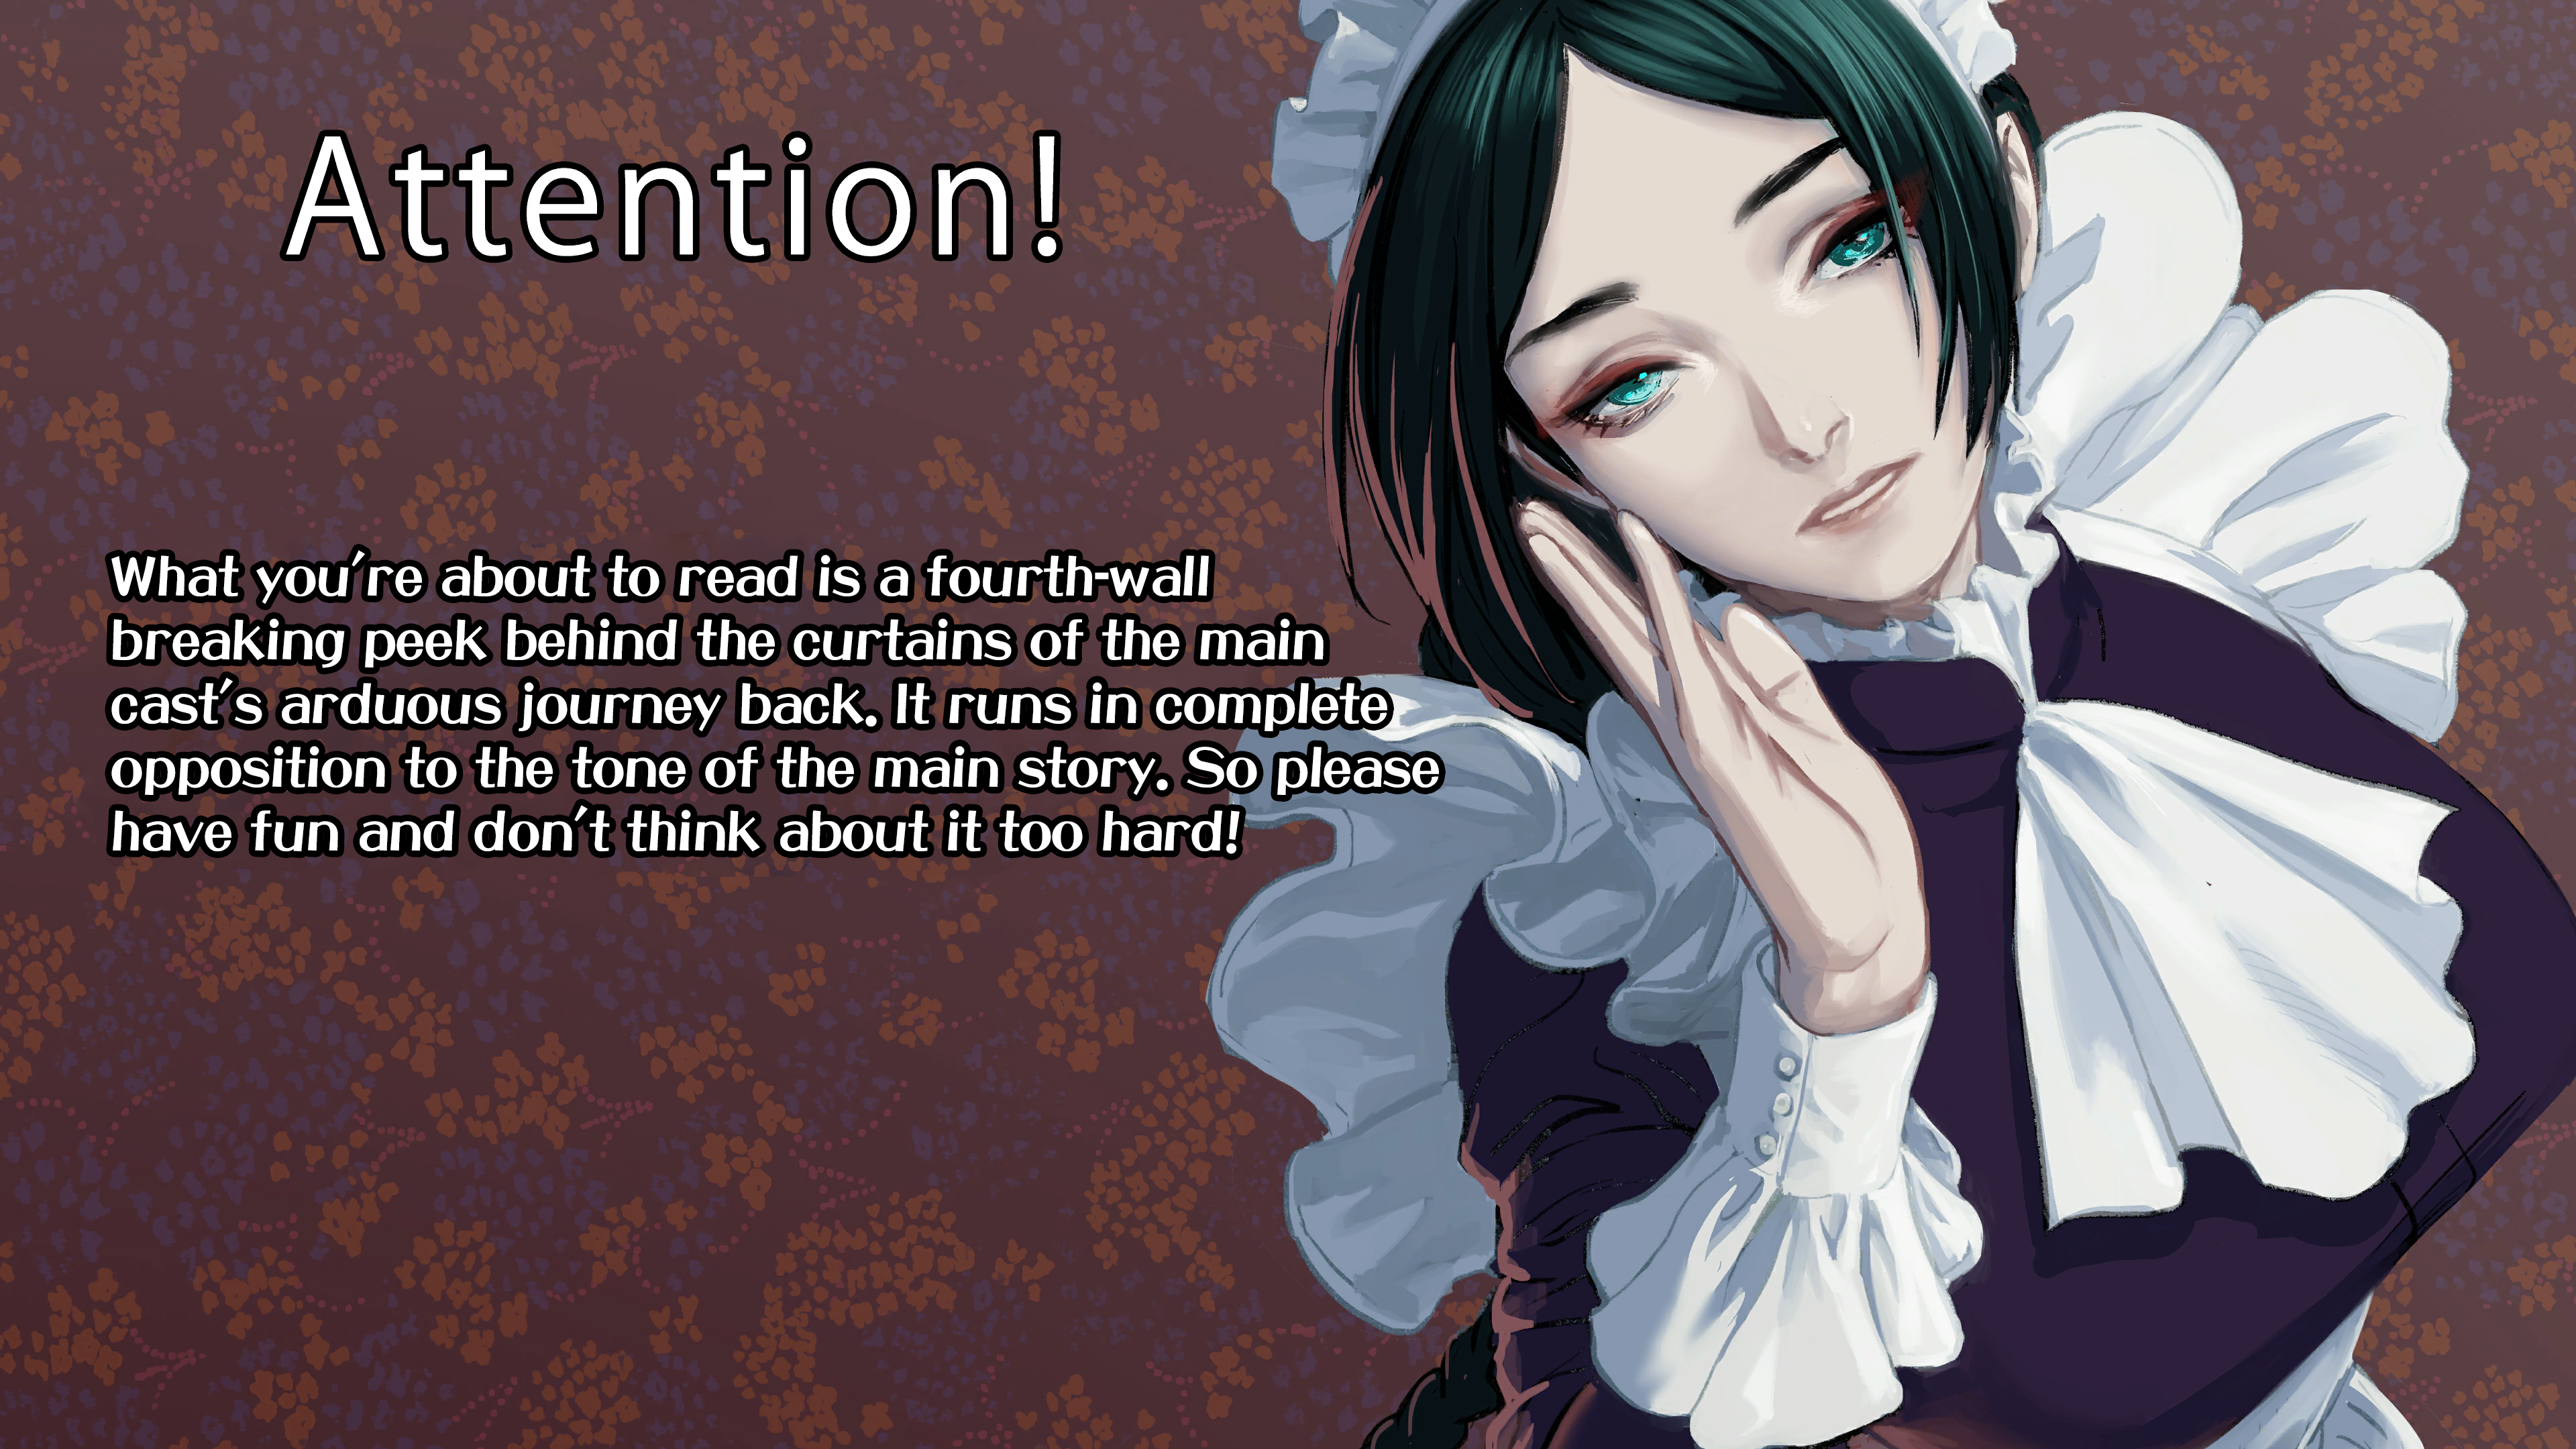 Attention!
What you're about to read is a fourth-wall
breaking peek behind the curtains of the main
cast's arduous journey back. It runs in complete
opposition to the tone of the main story. So please
have fun and don't think about it too hard!